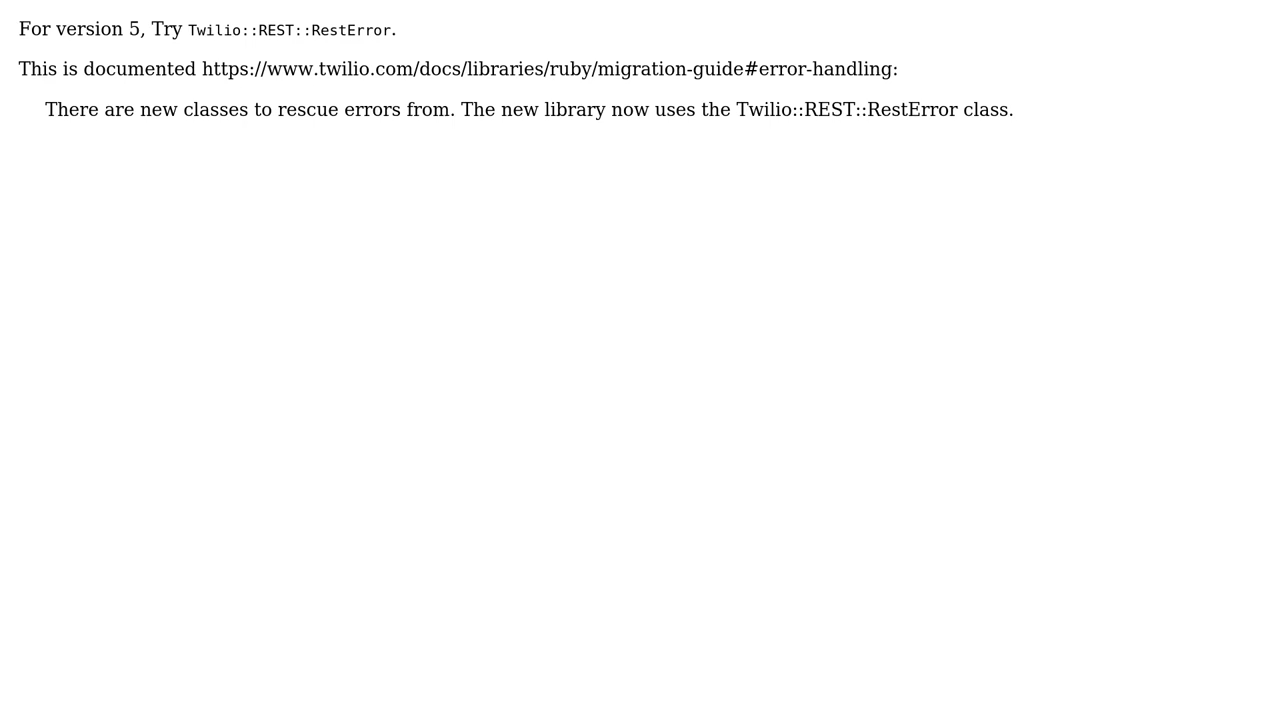 For version 5, Try Twilio::REST::RestError.
This is documented https://www.twilio.com/docs/libraries/ruby/migration-guide#error-handling:
There are new classes to rescue errors from. The new library now uses the Twilio::REST::RestError class.